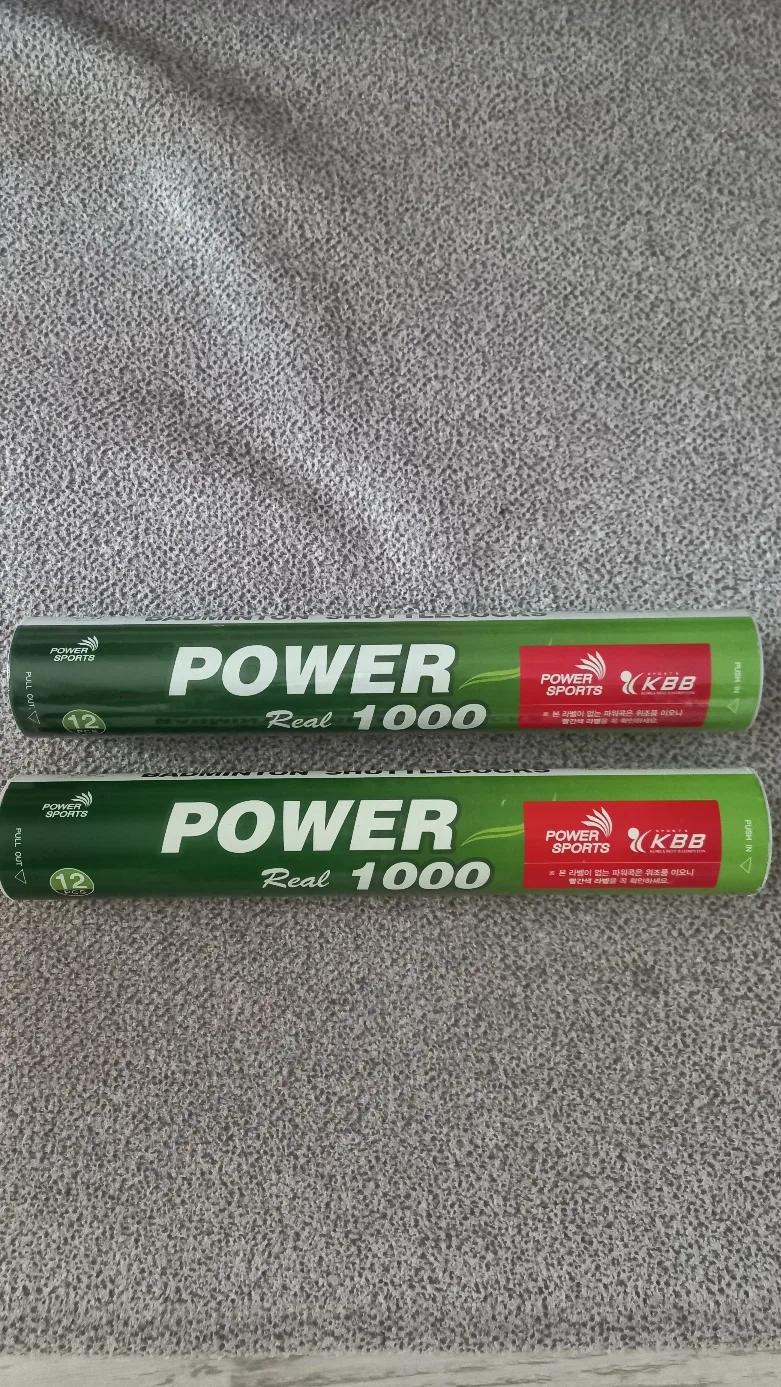 BADMINTON SHUTTLECOCKS
POWER
SPORTS
PULL OUT
12
PCS
POWER
Real 1000
POWER
SPORTS
SPORTS
KBB
※ 본 라벨이 없는 파워콕은 위조품 이오니
빨간색 라벨을 꼭 확인하세요.
PUSH IN
BADMINTON SHUTTLECOCKS
POWER
SPORTS
PULL OUT
12
PCS
POWER
Real 1000
POWER
SPORTS
SPORTS
KBB
※ 본 라벨이 없는 파워콕은 위조품 이오니
빨간색 라벨을 꼭 확인하세요.
PUSH IN